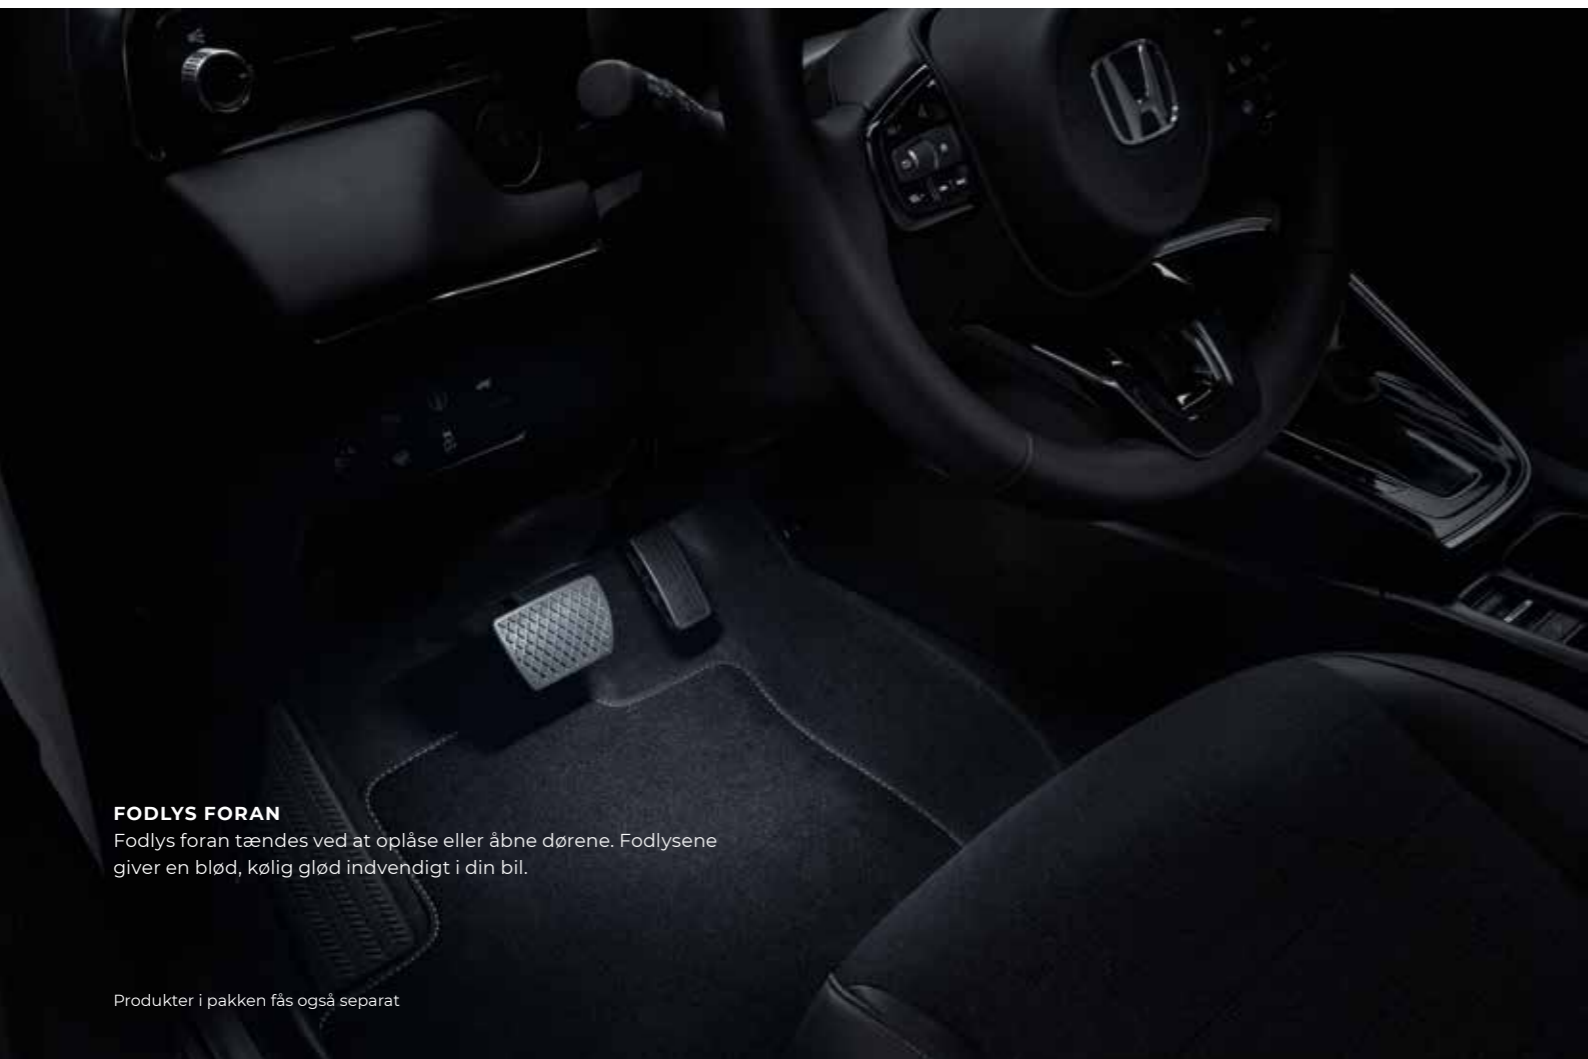 FODLYS FORAN
Fodlys foran tændes ved at oplåse eller åbne dørene. Fodlysene
giver en blød, kølig glød indvendigt i din bil.
Produkter i pakken fås også separat